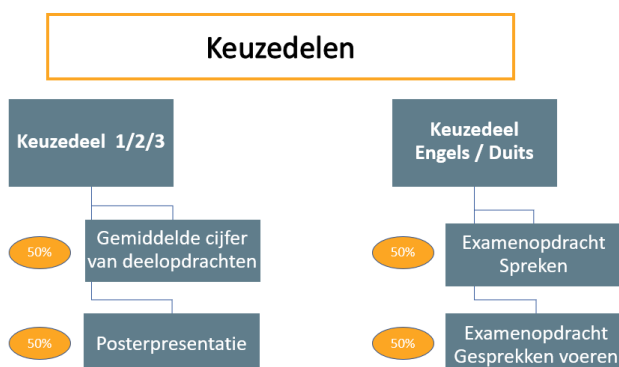 Keuzedelen
Keuzedeel 1/2/3
50%
Gemiddelde cijfer
van deelopdrachten
50%
Posterpresentatie
Keuzedeel
Engels / Duits
50%
Examenopdracht
Spreken
50%
Examenopdracht
Gesprekken voeren